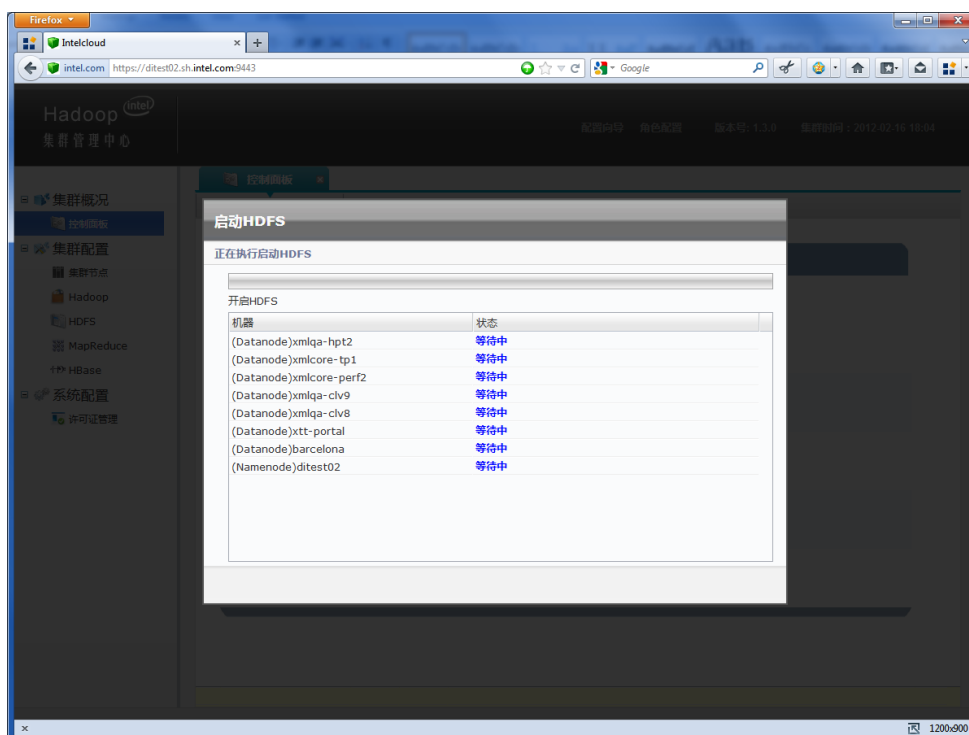 Firefox
Intelcloud
intel.com https://ditest02.sh.intel.com:9443
Google
Hadoop (intel)
集群管理中心
配置向导 角色配置 版本号: 1.3.0 集群时间 : 2012-02-16 18:04
控制面板
集群概况
控制面板
集群配置
集群节点
Hadoop
HDFS
MapReduce
HBase
系统配置
许可证管理
启动HDFS
正在执行启动HDFS
开启HDFS
机器 状态
(Datanode)xmlqa-hpt2 等待中
(Datanode)xmlcore-tp1 等待中
(Datanode)xmlcore-perf2 等待中
(Datanode)xmlqa-clv9 等待中
(Datanode)xmlqa-clv8 等待中
(Datanode)xtt-portal 等待中
(Datanode)barcelona 等待中
(Namenode)ditest02 等待中
1200x900